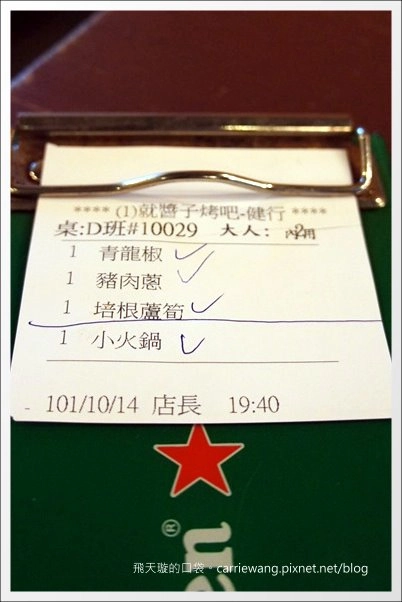 **** (1)就醬子烤吧-健行 ****
桌:D班#10029 大人: 2 內用
1 青龍椒
1 豬肉蔥
1 培根蘆筍
1 小火鍋
101/10/14 店長 19:40
® en
飛天璇的口袋。carriewang.pixnet.net/blog